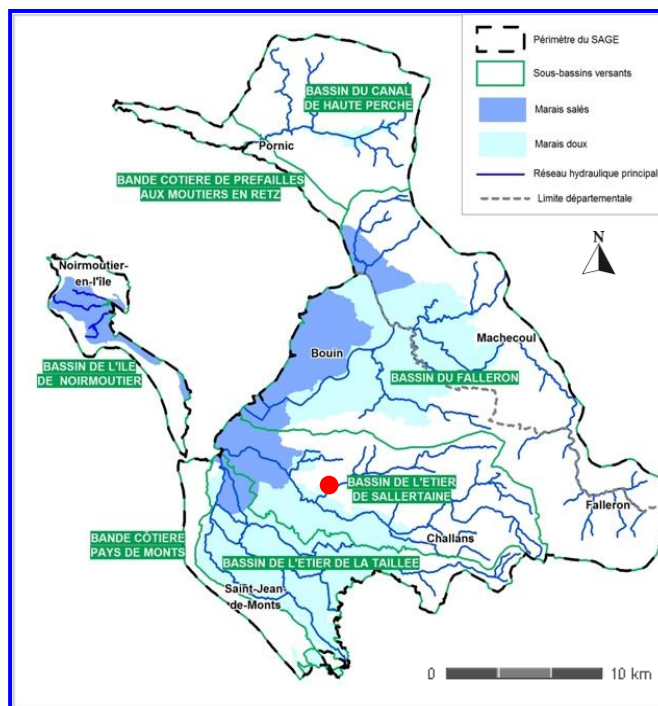 Périmètre du SAGE
BASSIN DU CANAL
DE HAUTE PERCHE
Sous-bassins versants
Marais salés
Marais doux
Pornic
Réseau hydraulique principal
BANDE COTIERE DE PREFAILLES
AUX MOUTIERS EN RETZ
Limite départementale
N
Noirmoutier-
en-l'île
Machecoul
Bouin
BASSIN DE L'ILE
DE NOIRMOUTIER
BASSIN DU FALLERON
BASSIN DE L'ETIER
DE SALLERTAINE
Falleron
BANDE CÔTIERE
PAYS DE MONTS
Challans
BASSIN DE L'ETIER DE LA TAILLEE
Saint-Jean-
de-Monts
0 10 km